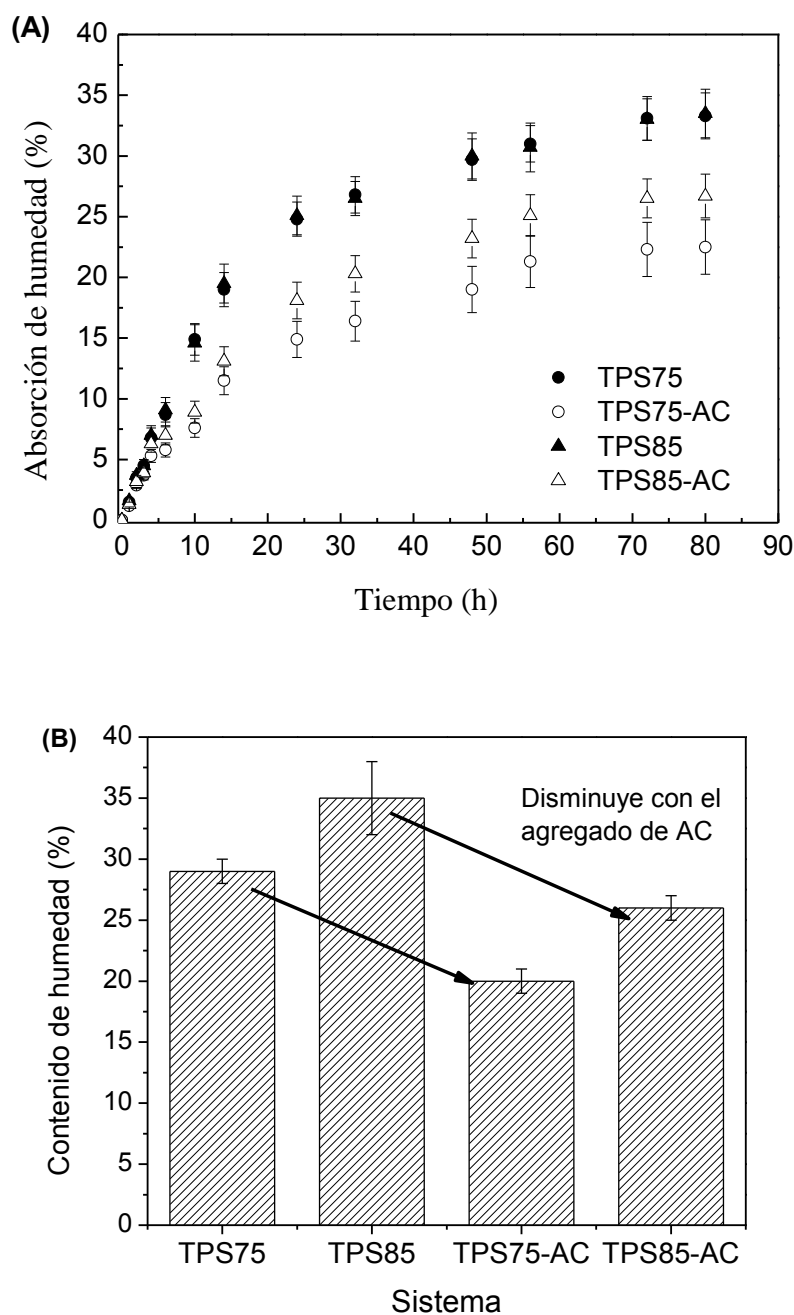 (A)
40
35
30
25
20
15
10
5
0
Absorción de humedad (%)
TPS75
TPS75-AC
TPS85
TPS85-AC
0 10 20 30 40 50 60 70 80 90
Tiempo (h)
(B)
40
35
30
25
20
15
10
5
0
Contenido de humedad (%)
Disminuye con el
agregado de AC
TPS75 TPS85 TPS75-AC TPS85-AC
Sistema